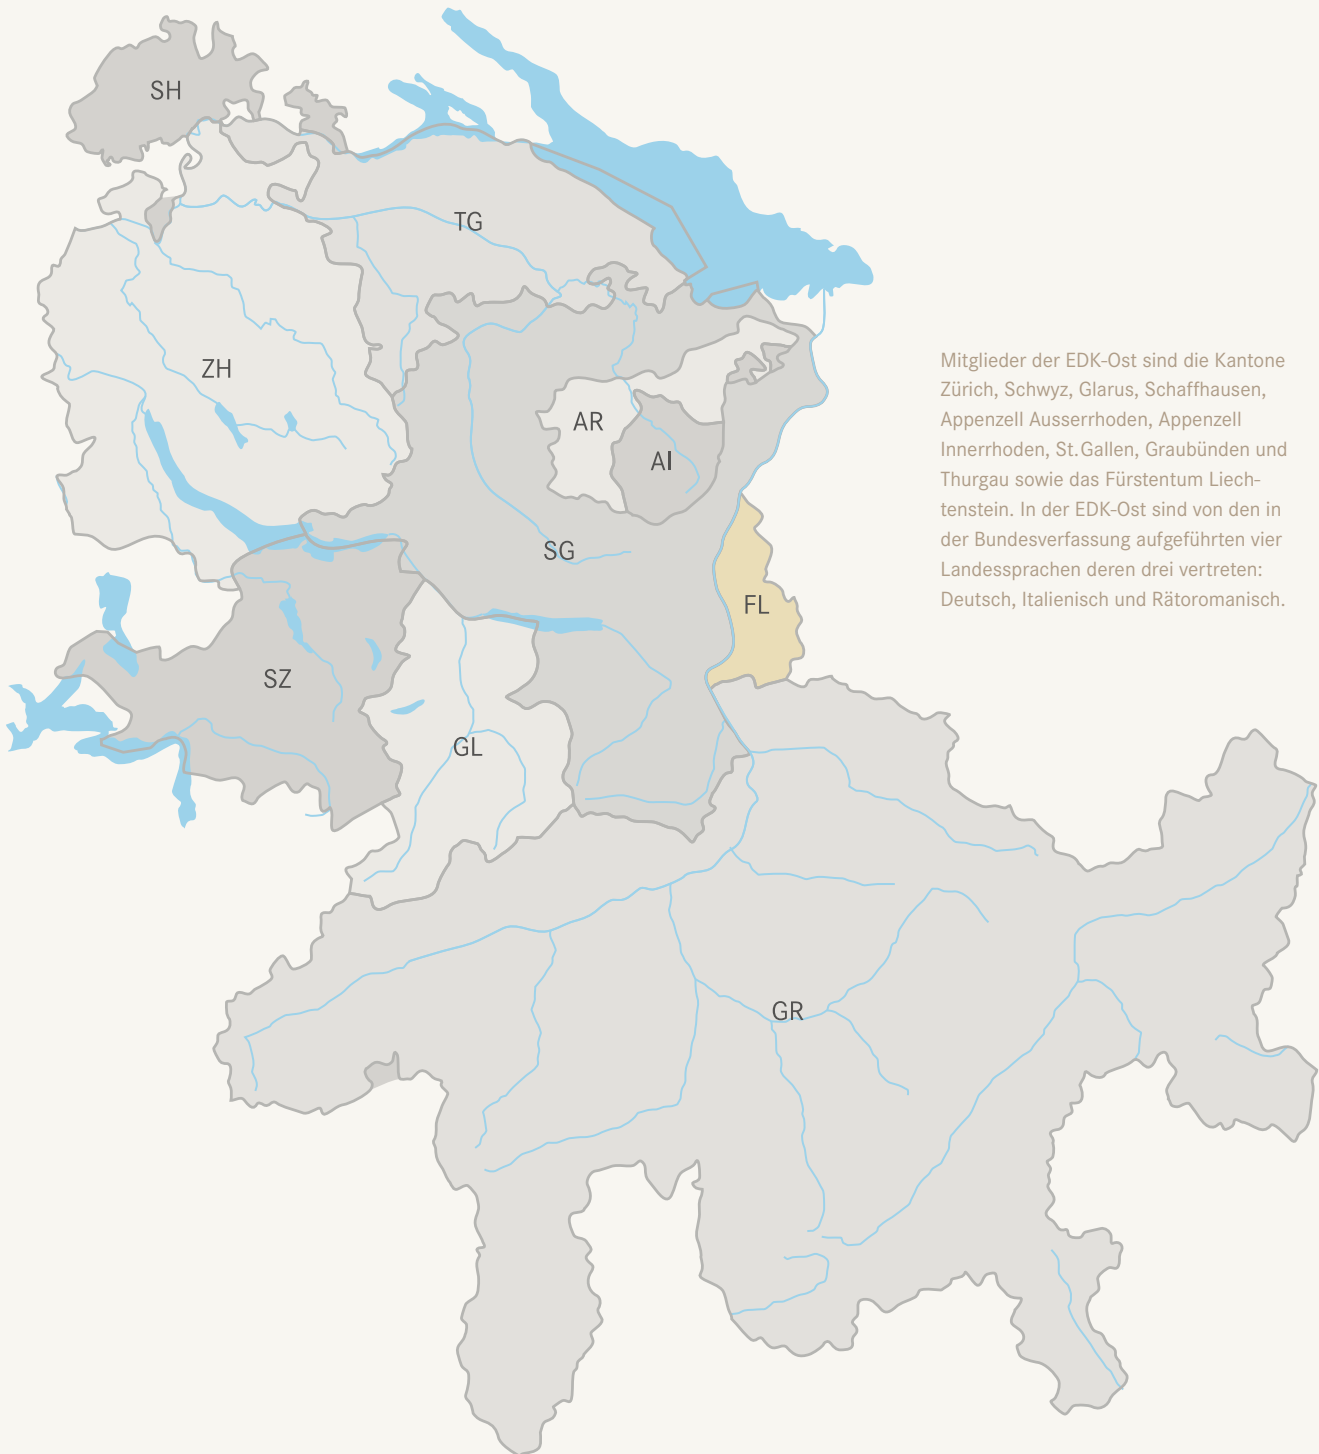 SH
TG
ZH
AR
AI
SG
FL
SZ
GL
GR
Mitglieder der EDK-Ost sind die Kantone
Zürich, Schwyz, Glarus, Schaffhausen,
Appenzell Ausserrhoden, Appenzell
Innerrhoden, St. Gallen, Graubünden und
Thurgau sowie das Fürstentum Liech-
tenstein. In der EDK-Ost sind von den in
der Bundesverfassung aufgeführten vier
Landessprachen deren drei vertreten:
Deutsch, Italienisch und Rätoromanisch.